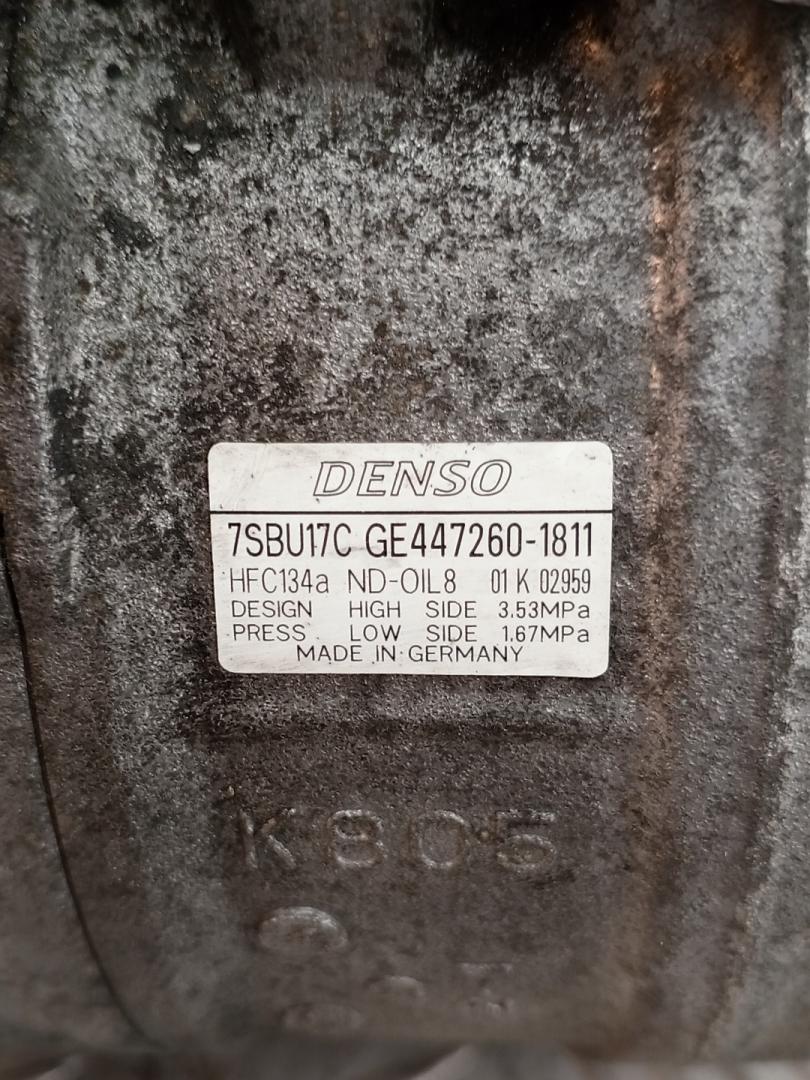 DENSO
7SBU17C GE447260-1811
HFC134a ND-OIL8 01 K 02959
DESIGN HIGH SIDE 3.53MPa
PRESS LOW SIDE 1.67MPa
MADE IN GERMANY
K805